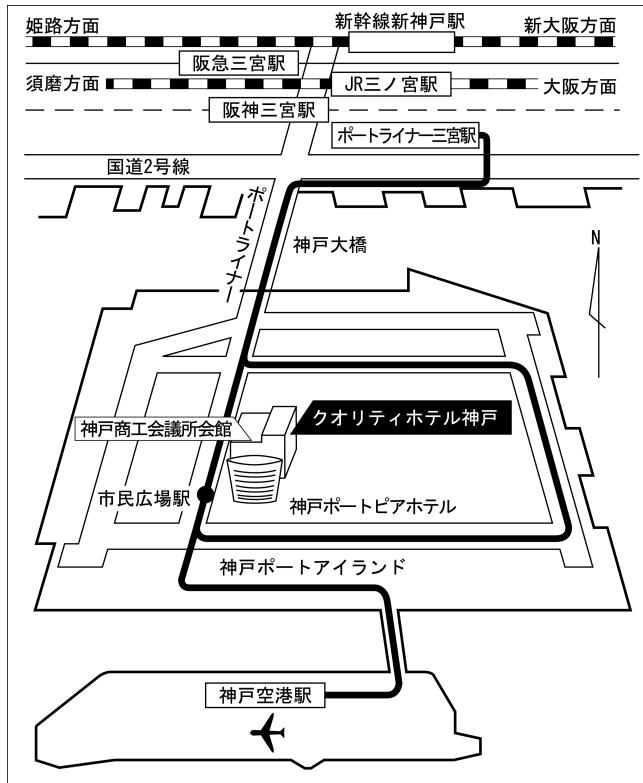 姫路方面
新幹線新神戸駅
新大阪方面
阪急三宮駅
須磨方面
JR三ノ宮駅
大阪方面
阪神三宮駅
ポートライナー三宮駅
国道2号線
ポートライナー
神戸大橋
N
クオリティホテル神戸
神戸商工会議所会館
市民広場駅
神戸ポートピアホテル
神戸ポートアイランド
神戸空港駅